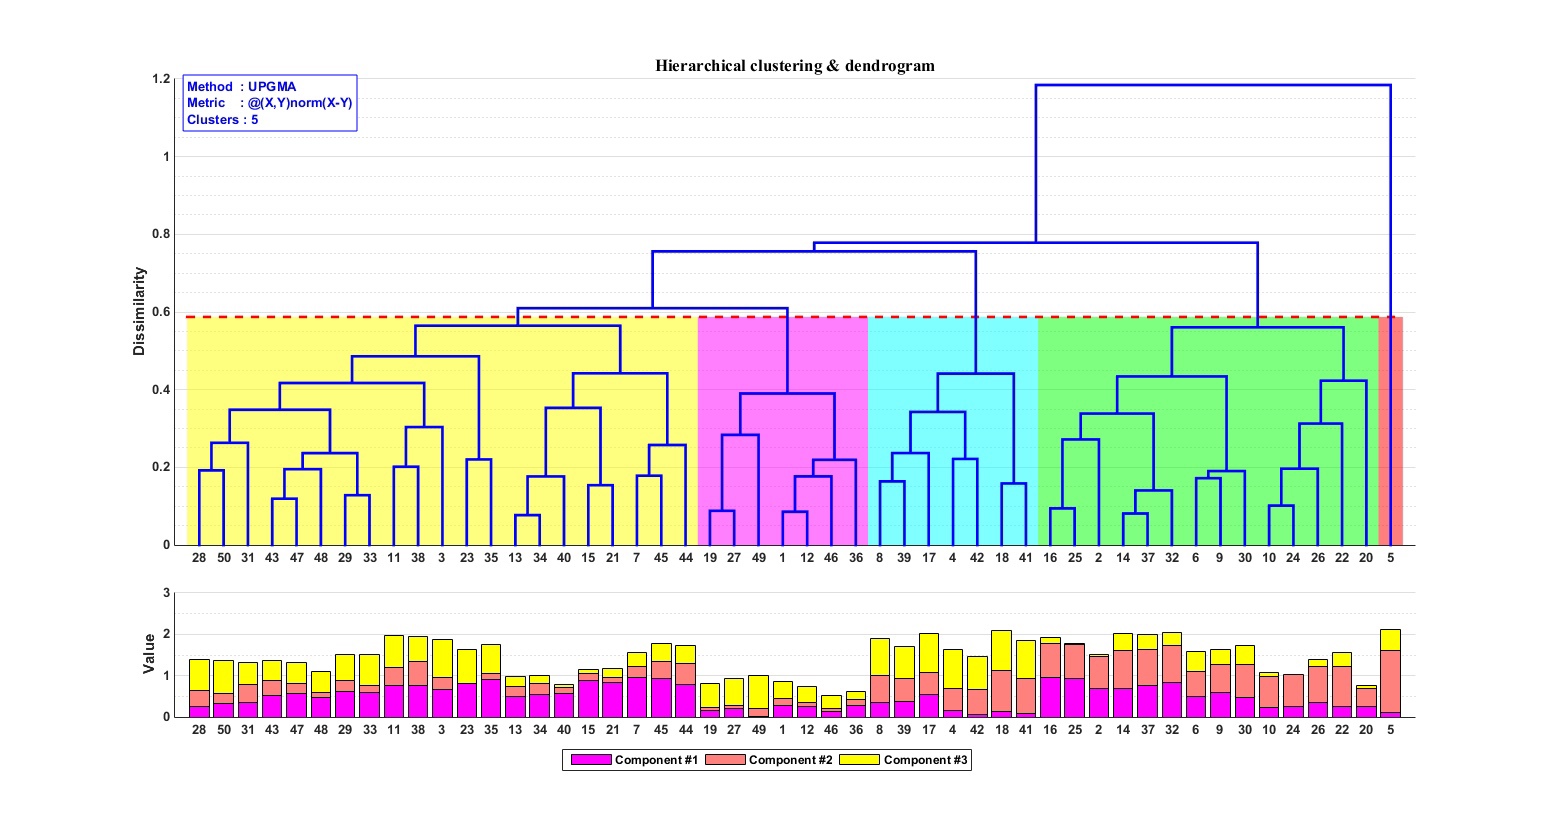 Hierarchical clustering & dendrogram
Method : UPGMA
Metric : @(X,Y)norm(X-Y)
Clusters : 5
Dissimilarity
1.2
1
0.8
0.6
0.4
0.2
0
28 50 31 43 47 48 29 33 11 38 3 23 35 13 34 40 15 21 7 45 44 19 27 49 1 12 46 36 8 39 17 4 42 18 41 16 25 2 14 37 32 6 9 30 10 24 26 22 20 5
Value
3
2
1
0
28 50 31 43 47 48 29 33 11 38 3 23 35 13 34 40 15 21 7 45 44 19 27 49 1 12 46 36 8 39 17 4 42 18 41 16 25 2 14 37 32 6 9 30 10 24 26 22 20 5
Component #1 Component #2 Component #3